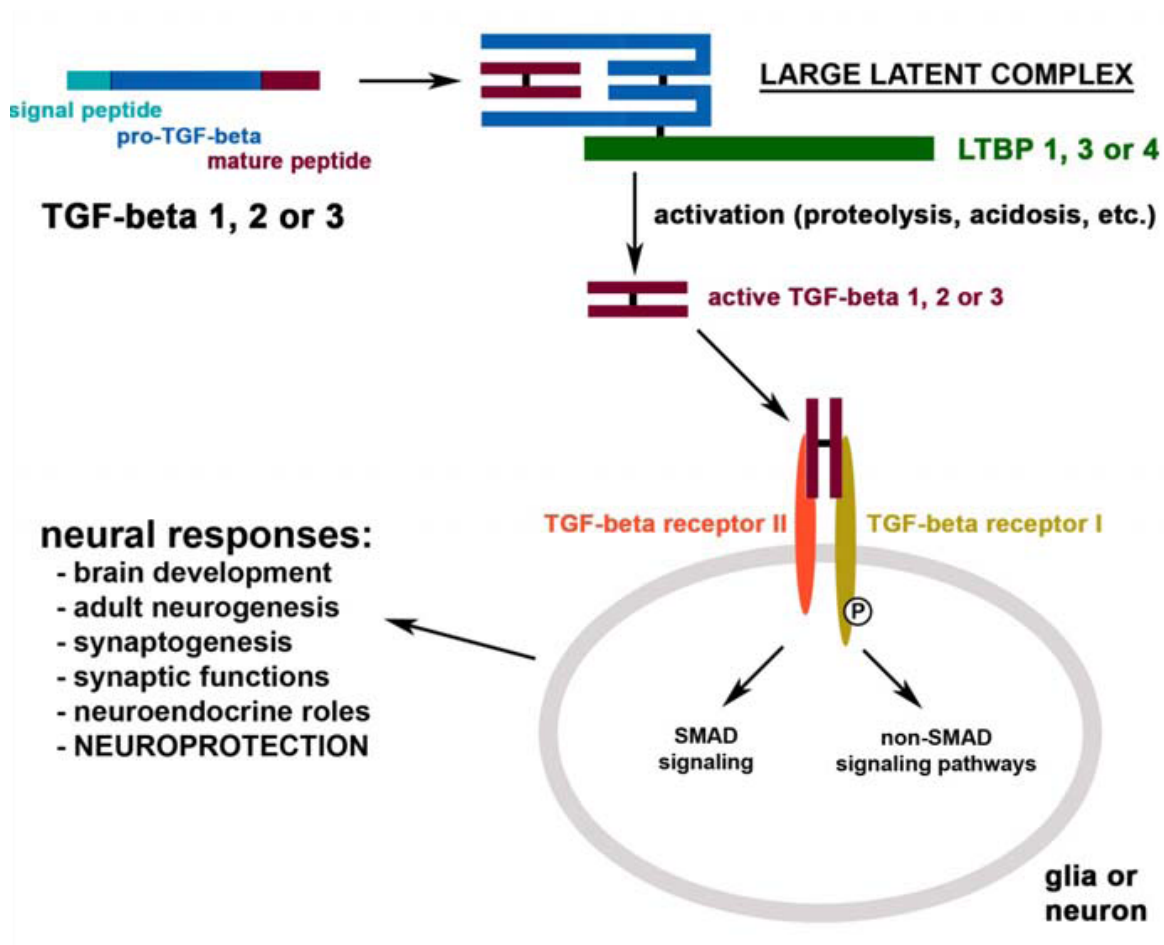 signal peptide
pro-TGF-beta
mature peptide
TGF-beta 1, 2 or 3
LARGE LATENT COMPLEX
LTBP 1, 3 or 4
activation (proteolysis, acidosis, etc.)
active TGF-beta 1, 2 or 3
TGF-beta receptor II
TGF-beta receptor I
P
SMAD
signaling
non-SMAD
signaling pathways
glia or
neuron
neural responses:
- brain development
- adult neurogenesis
- synaptogenesis
- synaptic functions
- neuroendocrine roles
- NEUROPROTECTION